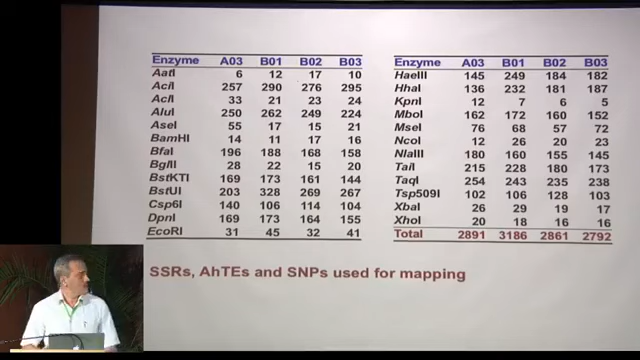 Enzyme A03 B01 B02 B03
AatI 6 12 17 10
AciI 257 290 276 295
AclI 33 21 23 24
AluI 250 262 249 224
AseI 55 17 15 21
BamHI 14 11 17 16
BfaI 196 188 168 158
BglII 28 22 15 20
BstKTI 169 173 161 144
BstUI 203 328 269 267
Csp6I 140 106 114 104
DpnI 169 173 164 155
EcoRI 31 45 32 41
Enzyme A03 B01 B02 B03
HaeIII 145 249 184 182
HhaI 136 232 181 187
KpnI 12 7 6 5
MboI 162 172 160 152
MseI 76 68 57 72
NcoI 12 26 20 23
NlaIII 180 160 155 145
TaiI 215 228 180 173
TaqI 254 243 235 238
Tsp509I 102 106 128 103
XbaI 26 29 19 17
XhoI 20 18 16 16
Total 2891 3186 2861 2792
SSRs, AhTEs and SNPs used for mapping